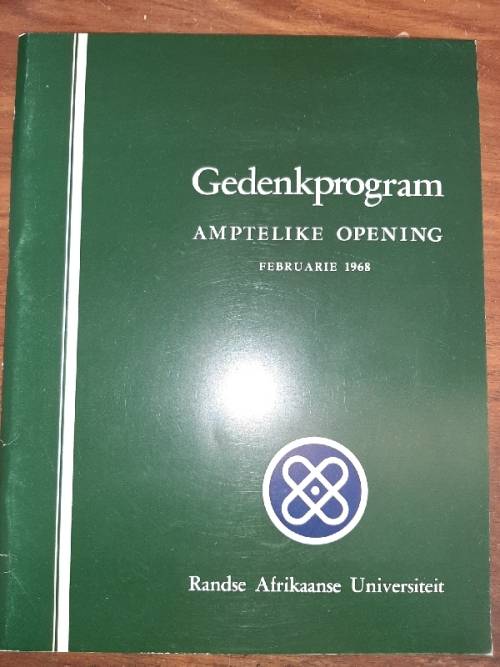 Gedenkprogram
AMPTELIKE OPENING
FEBRUARIE 1968
Randse Afrikaanse Universiteit